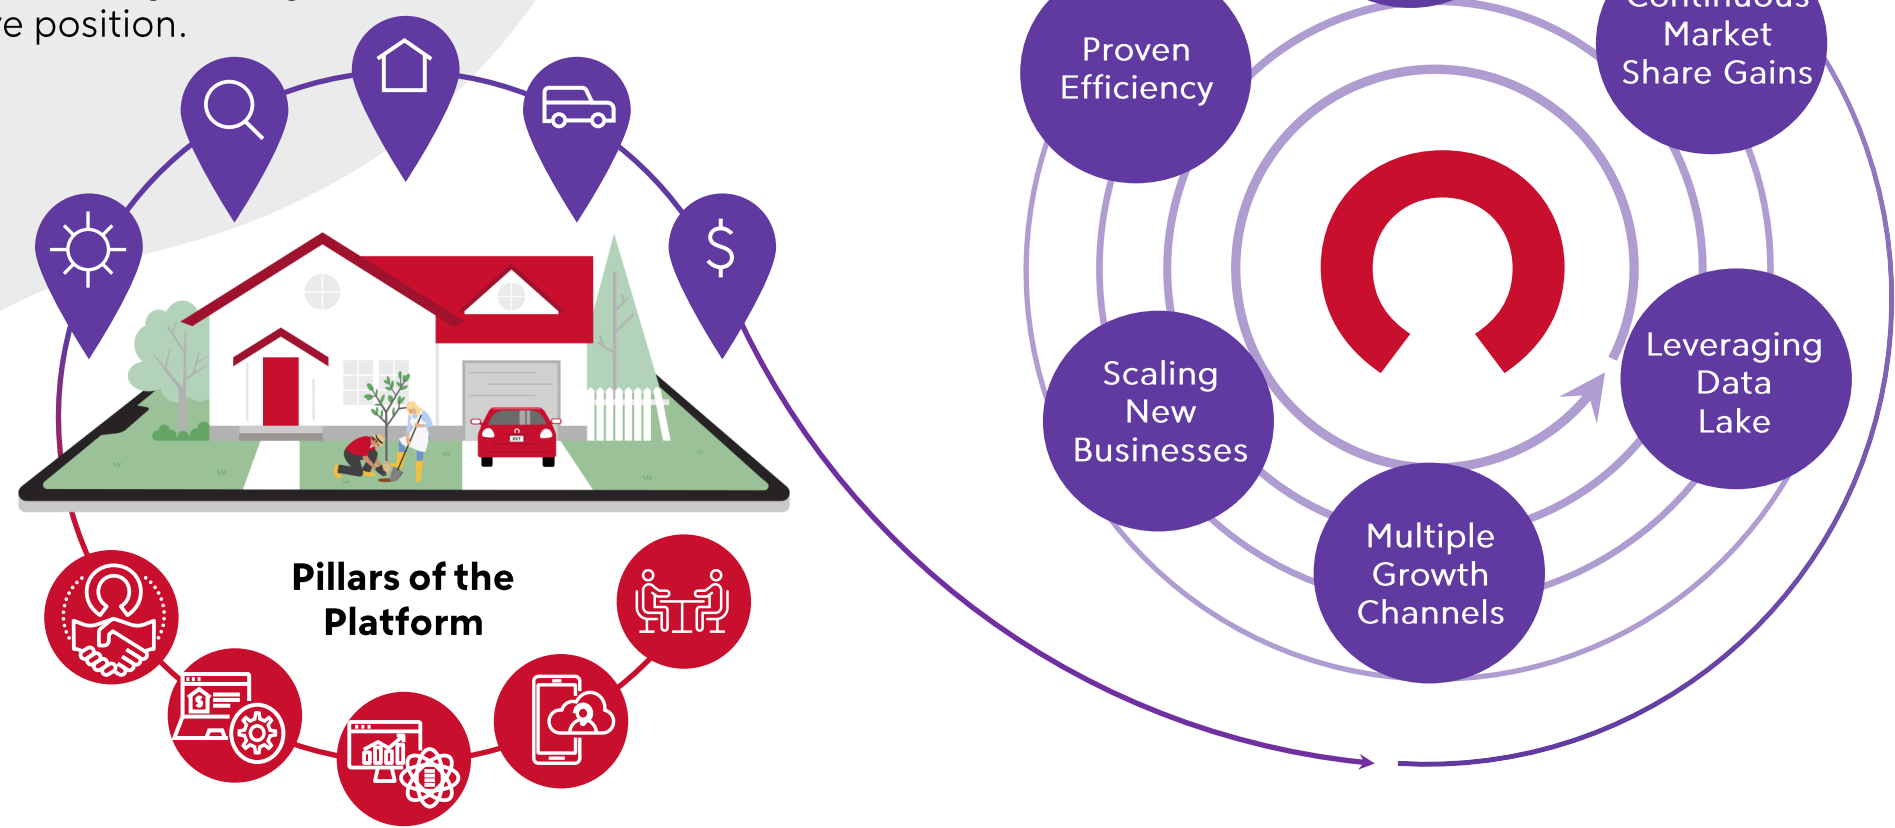 position.
Proven
Efficiency
Continuous
Market
Share Gains
$
Scaling
New
Businesses
Leveraging
Data
Lake
Multiple
Growth
Channels
Pillars of the
Platform